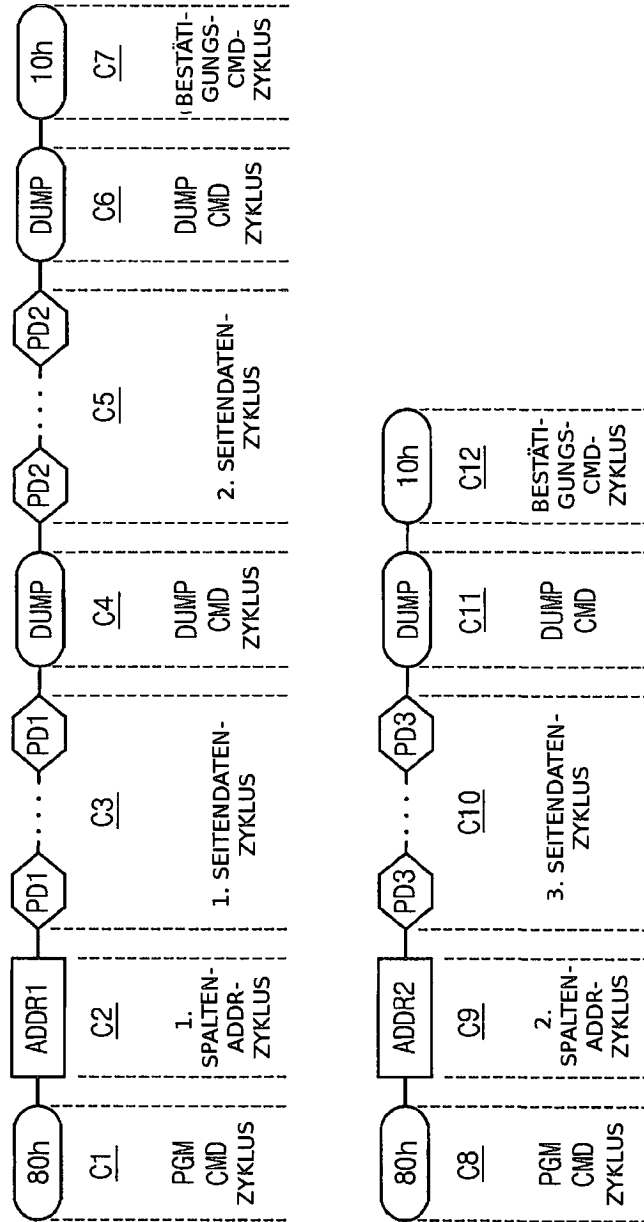 80h
ADDR1
PD1
PD1
DUMP
PD2
PD2
DUMP
10h
C1
C2
C3
C4
C5
C6
C7
PGM
CMD
ZYKLUS
1.
SPALTEN-
ADDR-
ZYKLUS
1. SEITENDATEN-
ZYKLUS
DUMP
CMD
ZYKLUS
2. SEITENDATEN-
ZYKLUS
DUMP
CMD
ZYKLUS
(BESTÄTI-
GUNGS-
CMD-
ZYKLUS
80h
ADDR2
PD3
PD3
DUMP
10h
C8
C9
C10
C11
C12
PGM
CMD
ZYKLUS
2.
SPALTEN-
ADDR-
ZYKLUS
3. SEITENDATEN-
ZYKLUS
DUMP
CMD
BESTÄTI-
GUNGS-
CMD-
ZYKLUS